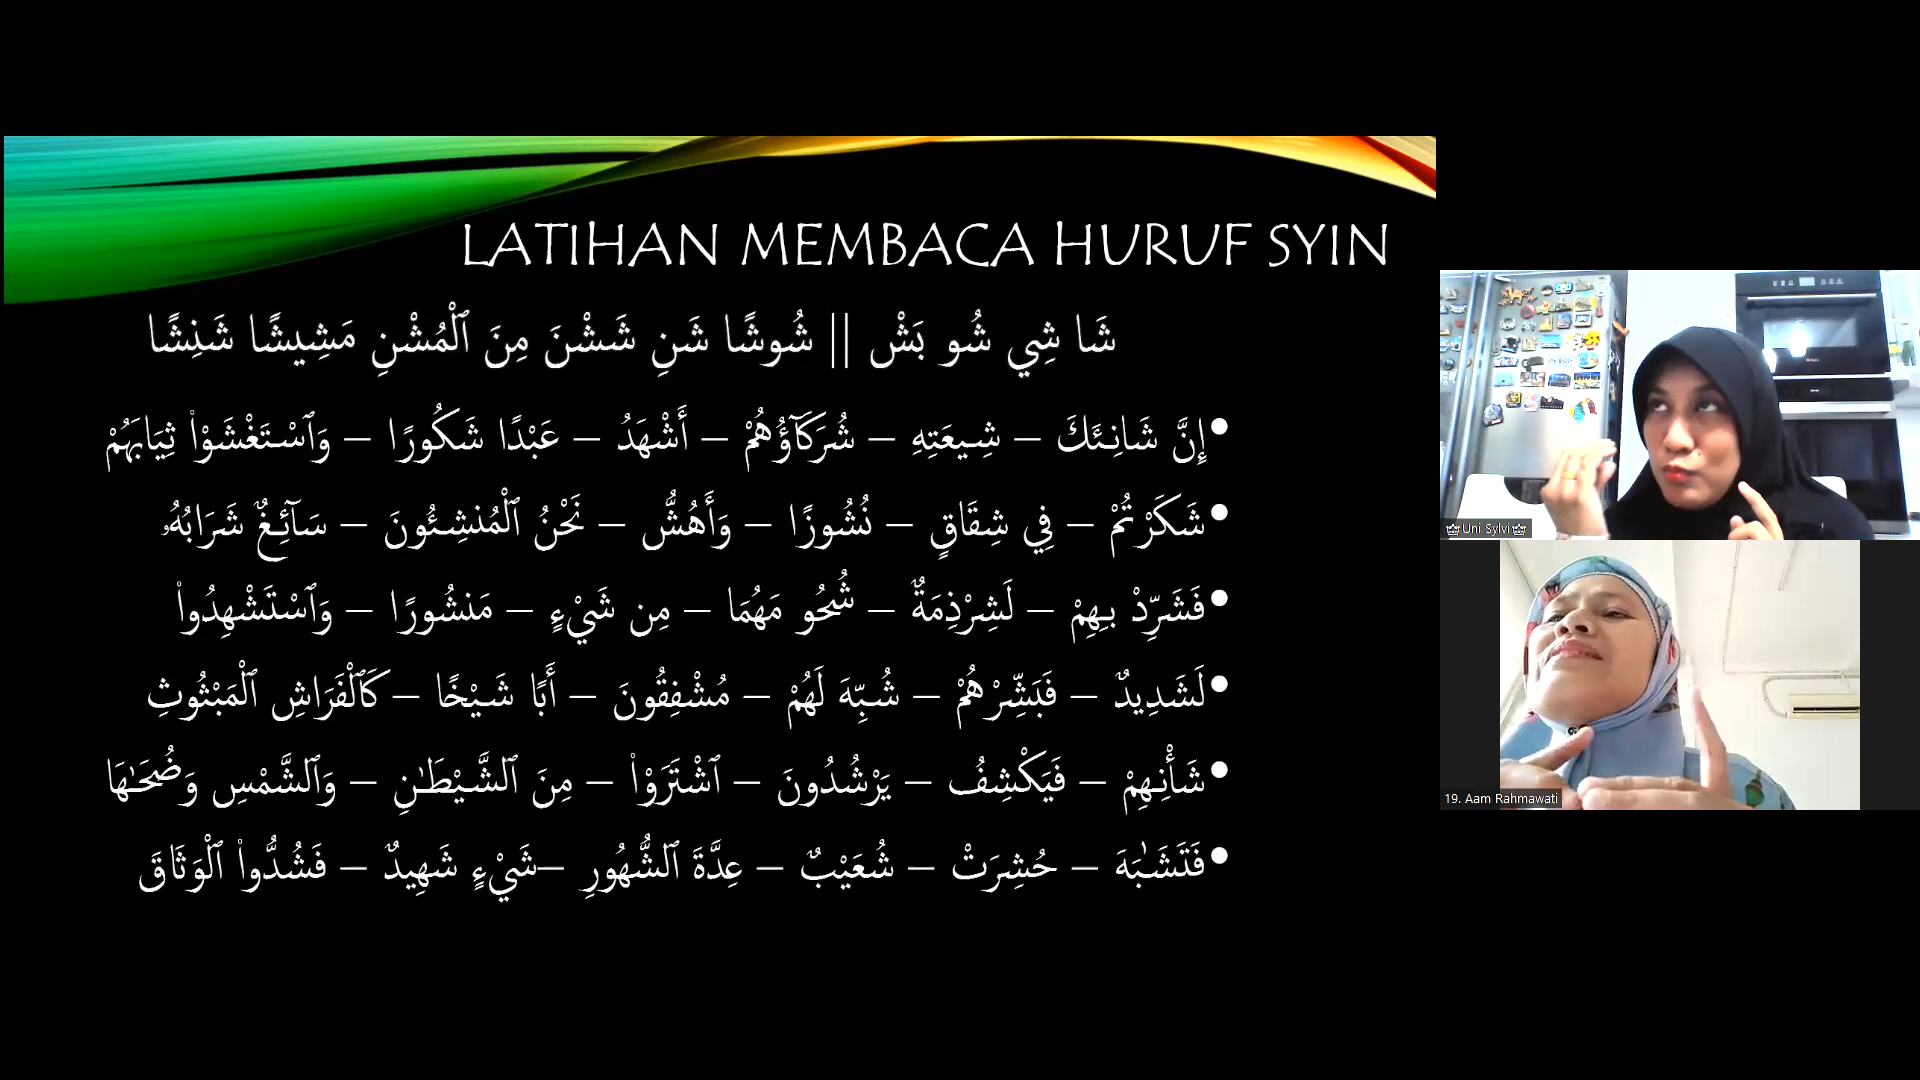 LATIHAN MEMBACA HURUF SYIN
شَا شِي شُو بَشْ || شُوشًا شَنِ شَشْنَ مِنَ ٱلْمُشْنِ مَشِيشًا شَنِشًا
•إِنَّ شَانِئَكَ – شِيعَتِهِ – شُرَكَآؤُهُمْ – أَشْهَدُ – عَبْدًا شَكُورًا – وَٱسْتَغْشَوْا۟ ثِيَابَهُمْ
•شَكَرْتُمْ – فِي شِقَاقٍ – نُشُوزًا – وَأَهُشُّ – نَحْنُ ٱلْمُنشِـُٔونَ – سَآئِغٌ شَرَابُهُۥ
•فَشَرِّدْ بِهِمْ – لَشِرْذِمَةٌ – شُحُو مَهُمَا – مِن شَيْءٍ – مَنشُورًا – وَٱسْتَشْهِدُوا۟
•لَشَدِيدٌ – فَبَشِّرْهُمْ – شُبِّهَ لَهُمْ – مُشْفِقُونَ – أَبًا شَيْخًا – كَٱلْفَرَاشِ ٱلْمَبْثُوثِ
•شَأْنِهِمْ – فَيَكْشِفُ – يَرْشُدُونَ – ٱشْتَرَوْا۟ – مِنَ ٱلشَّيْطَـٰنِ – وَٱلشَّمْسِ وَضُحَـٰهَا
•فَتَشَـٰبَهَ – حُشِرَتْ – شُعَيْبٌ – عِدَّةَ ٱلشُّهُورِ –شَيْءٍ شَهِيدٌ – فَشُدُّوا۟ ٱلْوَثَاقَ
Uni Sylvi
19. Aam Rahmawati